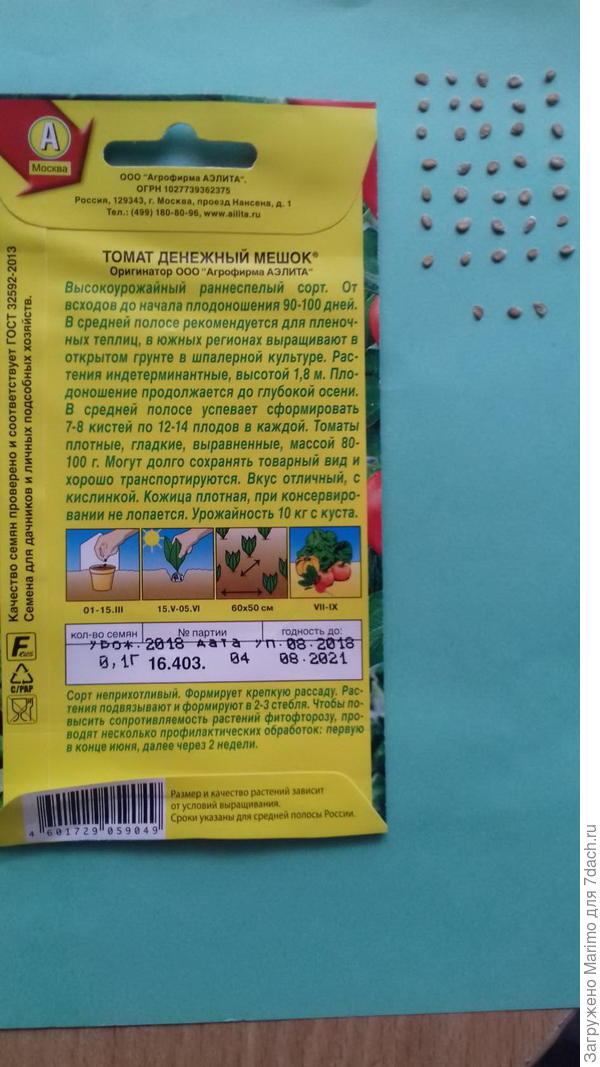 А
Москва
ООО "Агрофирма АЭЛИТА".
ОГРН 1027739362375
Россия, 129343, г. Москва, проезд Нансена, д. 1
Тел.: (499) 180-80-96, www.ailita.ru
ТОМАТ ДЕНЕЖНЫЙ МЕШОК®
Оригинатор ООО "Агрофирма АЭЛИТА"
Высокоурожайный раннеспелый сорт. От
всходов до начала плодоношения 90-100 дней.
В средней полосе рекомендуется для пленоч-
ных теплиц, в южных регионах выращивают в
открытом грунте в шпалерной культуре. Рас-
тения индетерминантные, высотой 1,8 м. Пло-
доношение продолжается до глубокой осени.
В средней полосе успевает сформировать
7-8 кистей по 12-14 плодов в каждой. Томаты
плотные, гладкие, выравненные, массой 80-
100 г. Могут долго сохранять товарный вид и
хорошо транспортируются. Вкус отличный, с
кислинкой. Кожица плотная, при консервиро-
вании не лопается. Урожайность 10 кг с куста.
01-15.III 15.V-05.VI 60x50 см VII-IX
кол-во семян № партии годность до:
Урож. 2018 дата уп. 08.2018
0,1Г 16.403. 04 08.2021
Сорт неприхотливый. Формирует крепкую рассаду. Рас-
тения подвязывают и формируют в 2-3 стебля. Чтобы по-
высить сопротивляемость растений фитофторозу, про-
водят несколько профилактических обработок: первую
в конце июня, далее через 2 недели.
Размер и качество растений зависит
от условий выращивания.
Сроки указаны для средней полосы России.
4 601729 059049
Качество семян проверено и соответствует ГОСТ 32592-2013
Семена для дачников и личных подсобных хозяйств.
C/PAP
Загружено Marimo для 7dach.ru